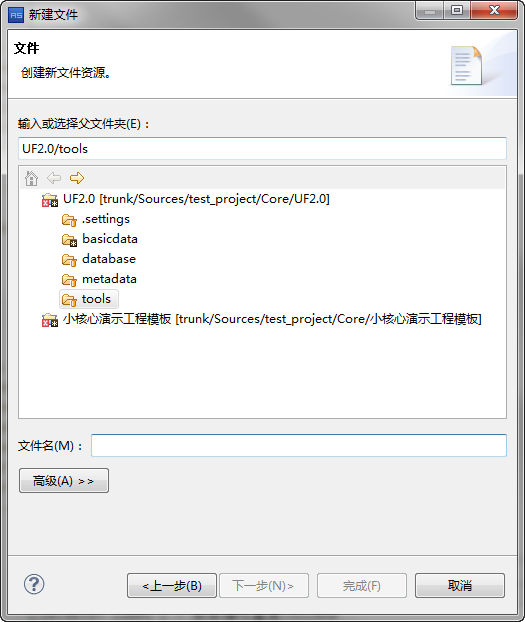 新建文件
文件
创建新文件资源。
输入或选择父文件夹(E)：
UF2.0/tools
UF2.0 [trunk/Sources/test_project/Core/UF2.0]
.settings
basicdata
database
metadata
tools
小核心演示工程模板 [trunk/Sources/test_project/Core/小核心演示工程模板]
文件名(M)：
高级(A) >>
<上一步(B) 下一步(N)> 完成(F) 取消